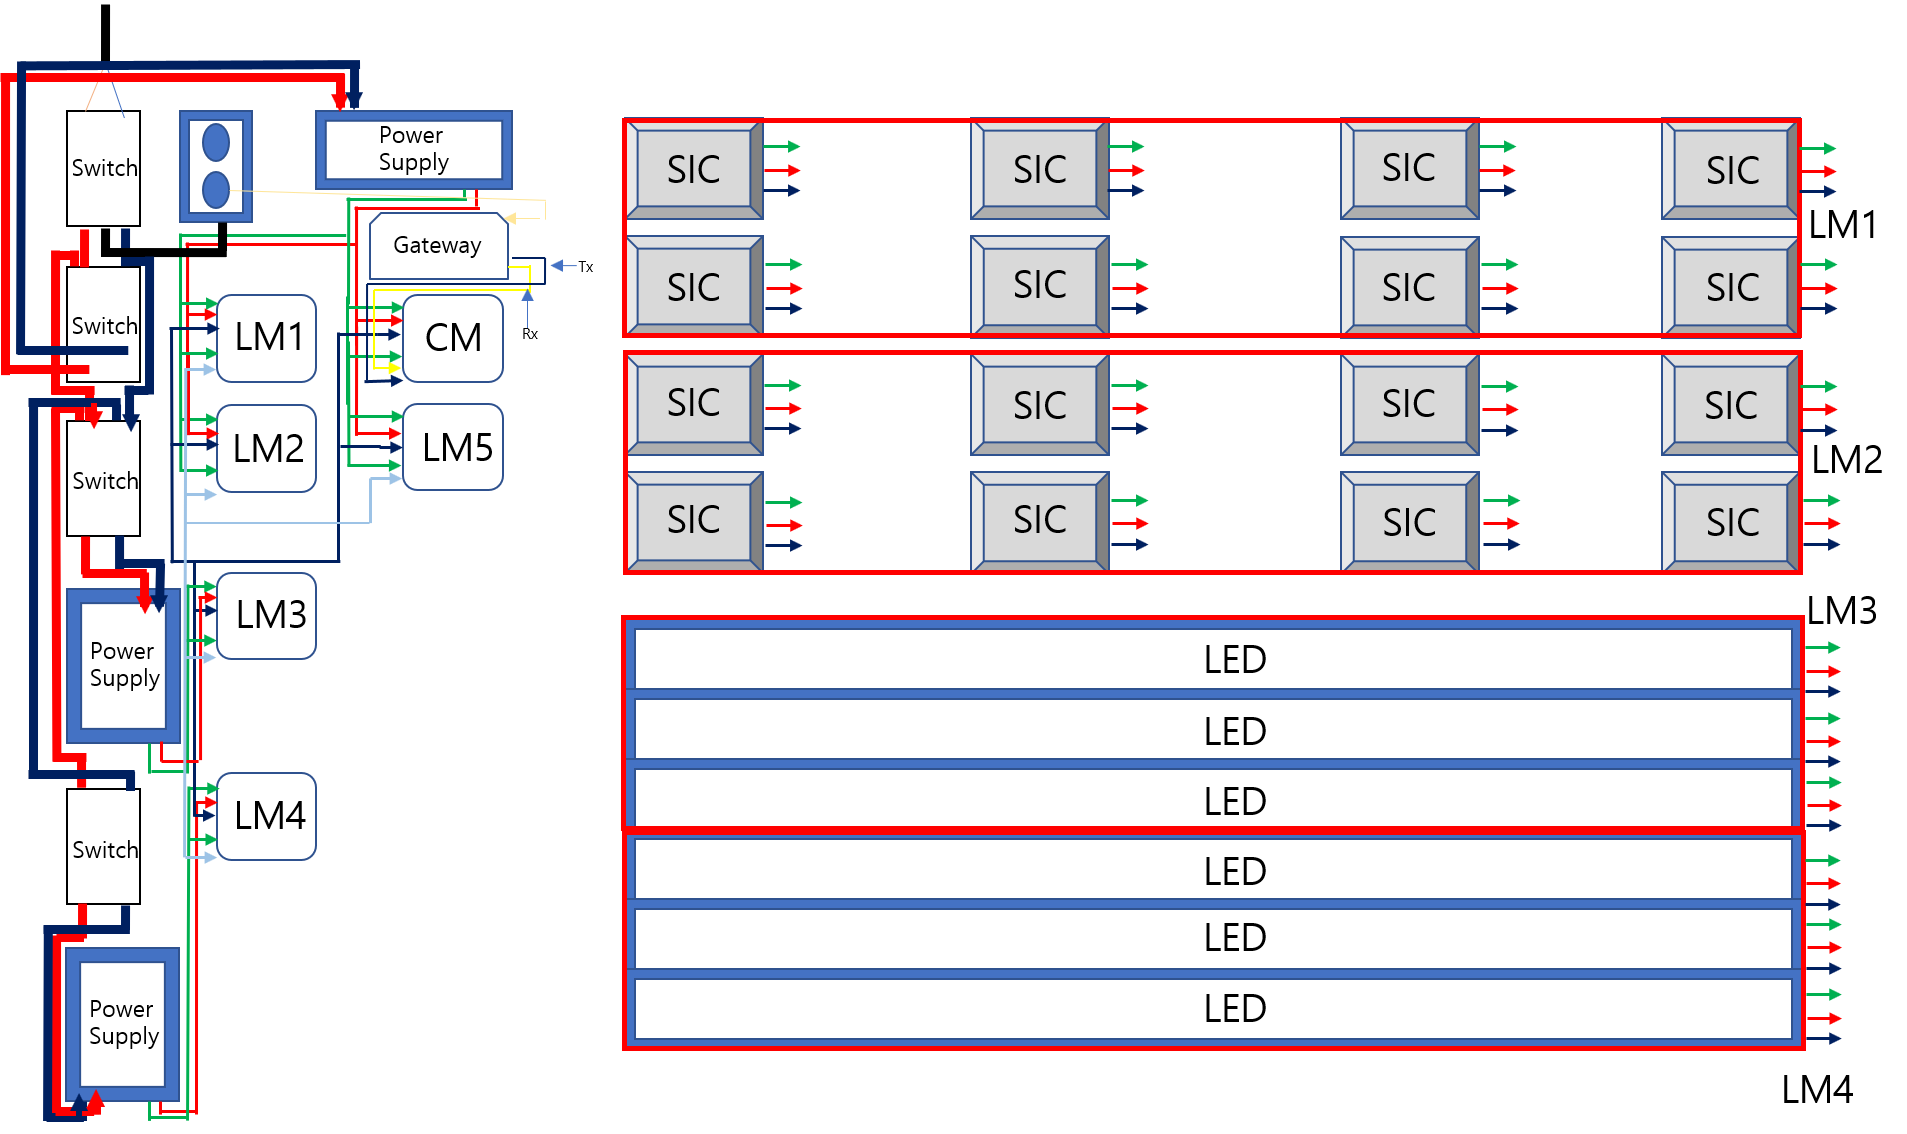 Switch
Power
Supply
Gateway
Tx
Rx
Switch
LM1
CM
LM2
LM5
Switch
LM3
Power
Supply
LM4
Switch
Power
Supply
SIC
SIC
SIC
SIC
LM1
SIC
SIC
SIC
SIC
SIC
SIC
SIC
SIC
LM2
SIC
SIC
SIC
SIC
LM3
LED
LED
LED
LED
LED
LED
LM4